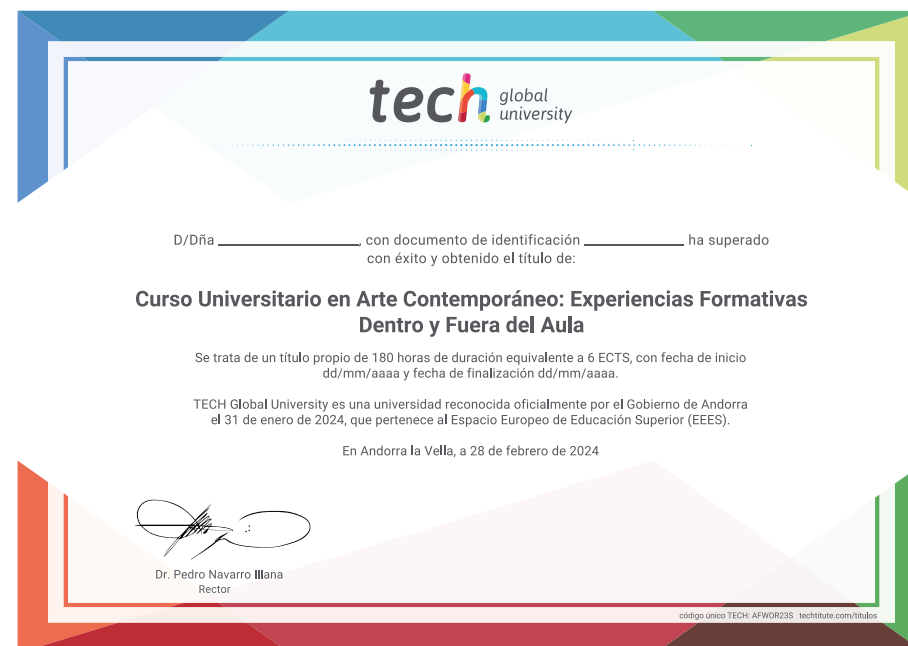 tech global university
D/Dña ____________________, con documento de identificación ______________ ha superado
con éxito y obtenido el título de:
Curso Universitario en Arte Contemporáneo: Experiencias Formativas
Dentro y Fuera del Aula
Se trata de un título propio de 180 horas de duración equivalente a 6 ECTS, con fecha de inicio
dd/mm/aaaa y fecha de finalización dd/mm/aaaa.
TECH Global University es una universidad reconocida oficialmente por el Gobierno de Andorra
el 31 de enero de 2024, que pertenece al Espacio Europeo de Educación Superior (EEES).
En Andorra la Vella, a 28 de febrero de 2024
Dr. Pedro Navarro Illana
Rector
código único TECH: AFWOR23S techtitute.com/titulos